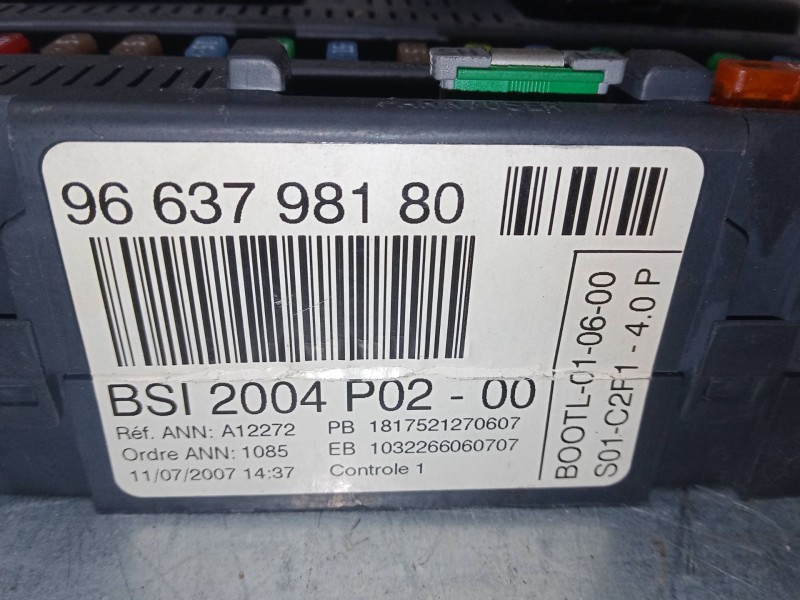 96 637 981 80
BSI 2004 P02 - 00
Réf. ANN: A12272 PB 1817521270607
Ordre ANN: 1085 EB 1032266060707
11/07/2007 14:37 Controle 1
BOOTL-01-06-00
S01-C2F1 - 4.0 P